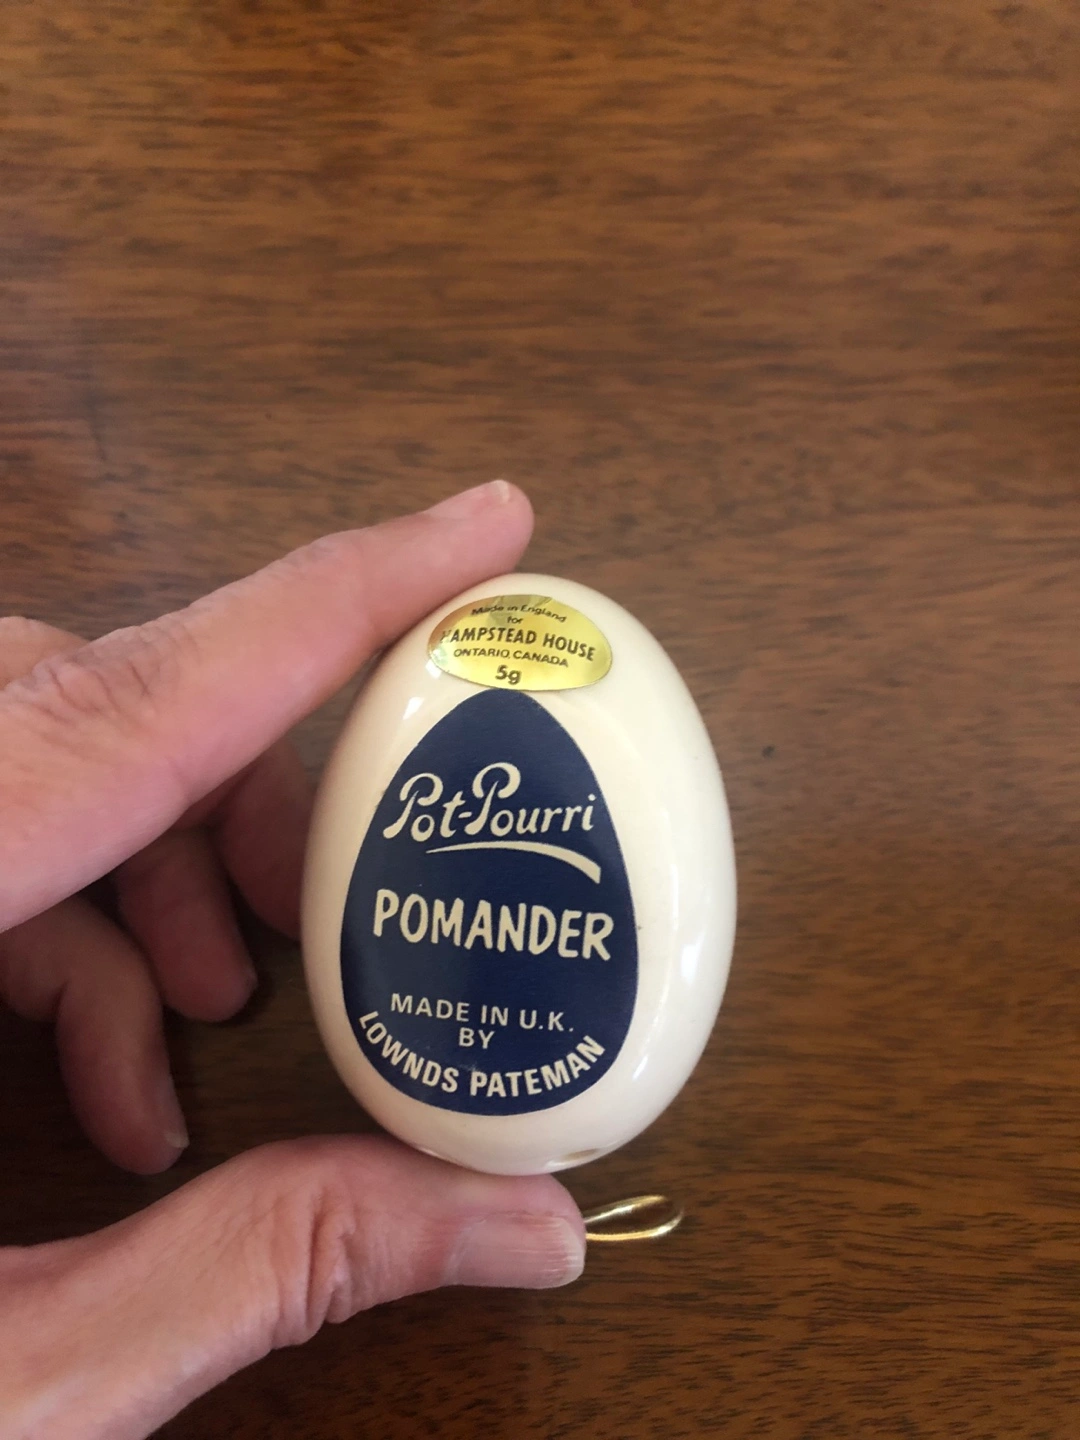 Made in England
for
HAMPSTEAD HOUSE
ONTARIO, CANADA
5g
Pot-Pourri
POMANDER
MADE IN U.K.
BY
LOWNDS PATEMAN